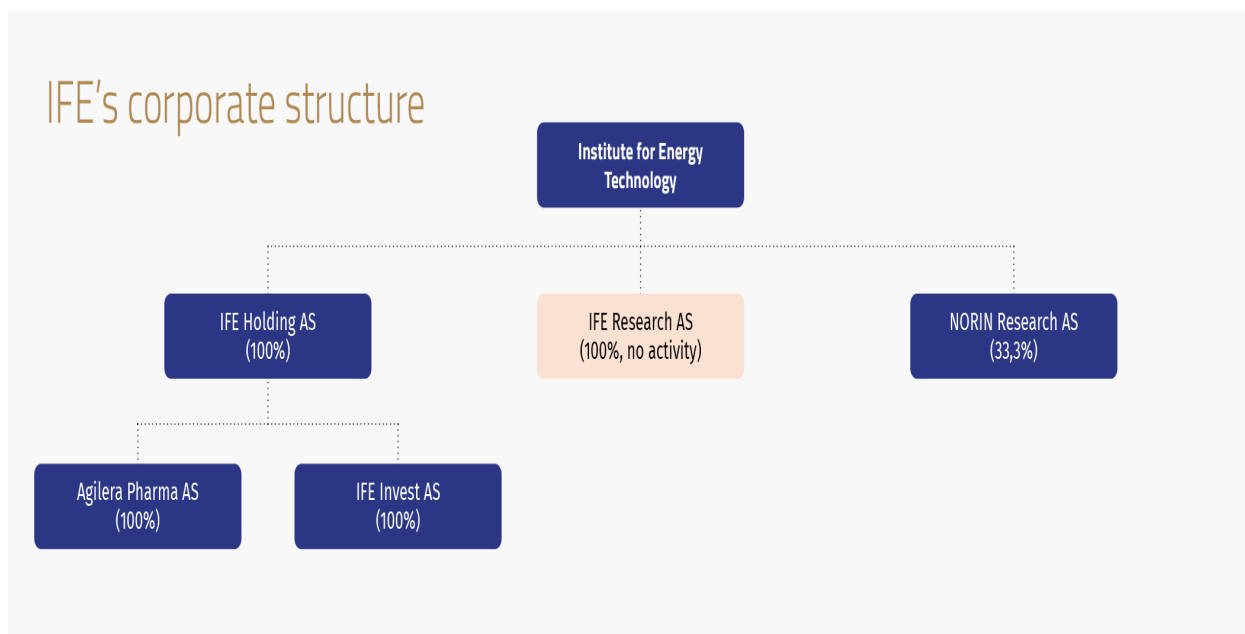 IFE's corporate structure
Institute for Energy
Technology
IFE Holding AS
(100%)
IFE Research AS
(100%, no activity)
NORIN Research AS
(33,3%)
Agilera Pharma AS
(100%)
IFE Invest AS
(100%)